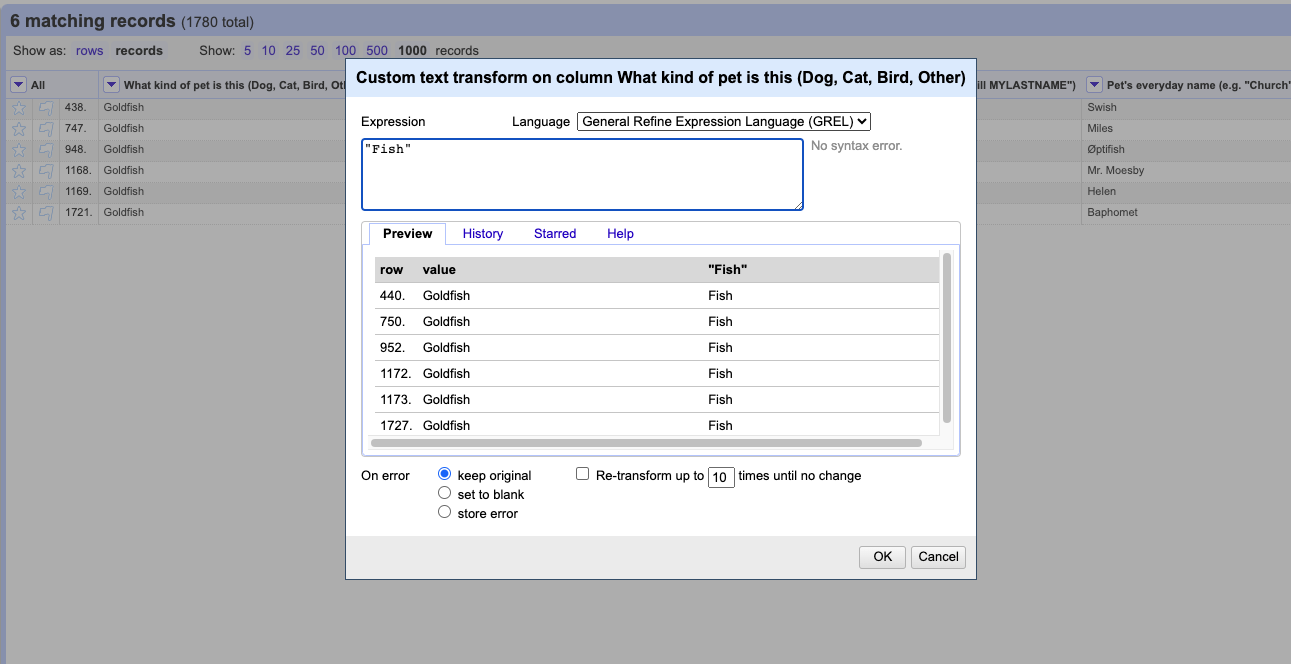 6 matching records (1780 total)
Show as: rows records Show: 5 10 25 50 100 500 1000 records
All What kind of pet is this (Dog, Cat, Bird, MYLASTNAME") Pet's everyday name (e.g. "Church"
438. Goldfish Swish
747. Goldfish Miles
948. Goldfish Øptifish
1168. Goldfish Mr. Moesby
1169. Goldfish Helen
1721. Goldfish Baphomet
Custom text transform on column What kind of pet is this (Dog, Cat, Bird, Other)
Expression Language General Refine Expression Language (GREL)
"Fish" No syntax error.
Preview History Starred Help
row value "Fish"
440. Goldfish Fish
750. Goldfish Fish
952. Goldfish Fish
1172. Goldfish Fish
1173. Goldfish Fish
1727. Goldfish Fish
On error keep original Re-transform up to 10 times until no change
set to blank
store error
OK Cancel